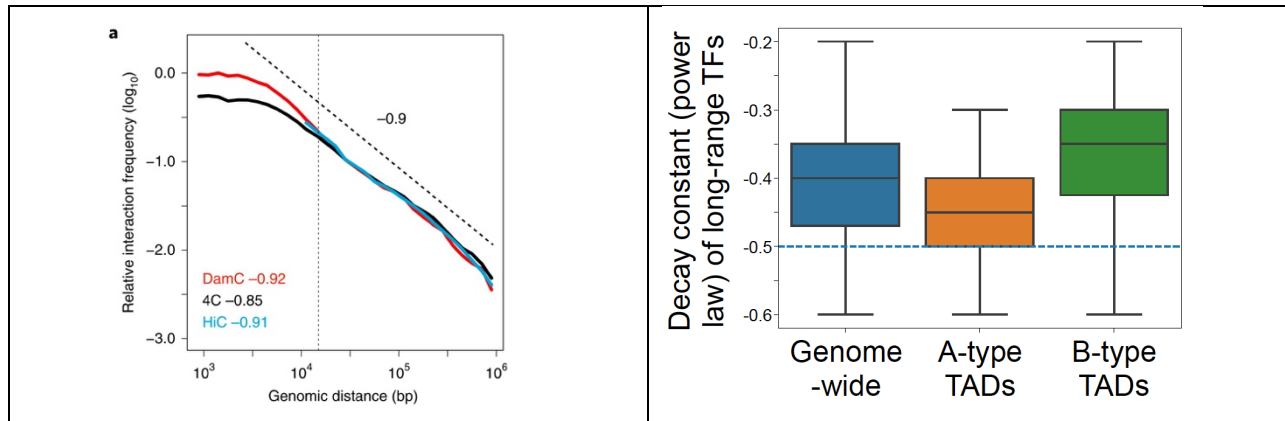 a
Relative interaction frequency (log10)
0.0
−1.0
−2.0
−3.0
−0.9
DamC −0.92
4C −0.85
HiC −0.91
10^3 10^4 10^5 10^6
Genomic distance (bp)
Decay constant (power
law) of long-range TFs
-0.2
-0.3
-0.4
-0.5
-0.6
Genome A-type B-type
-wide TADs TADs